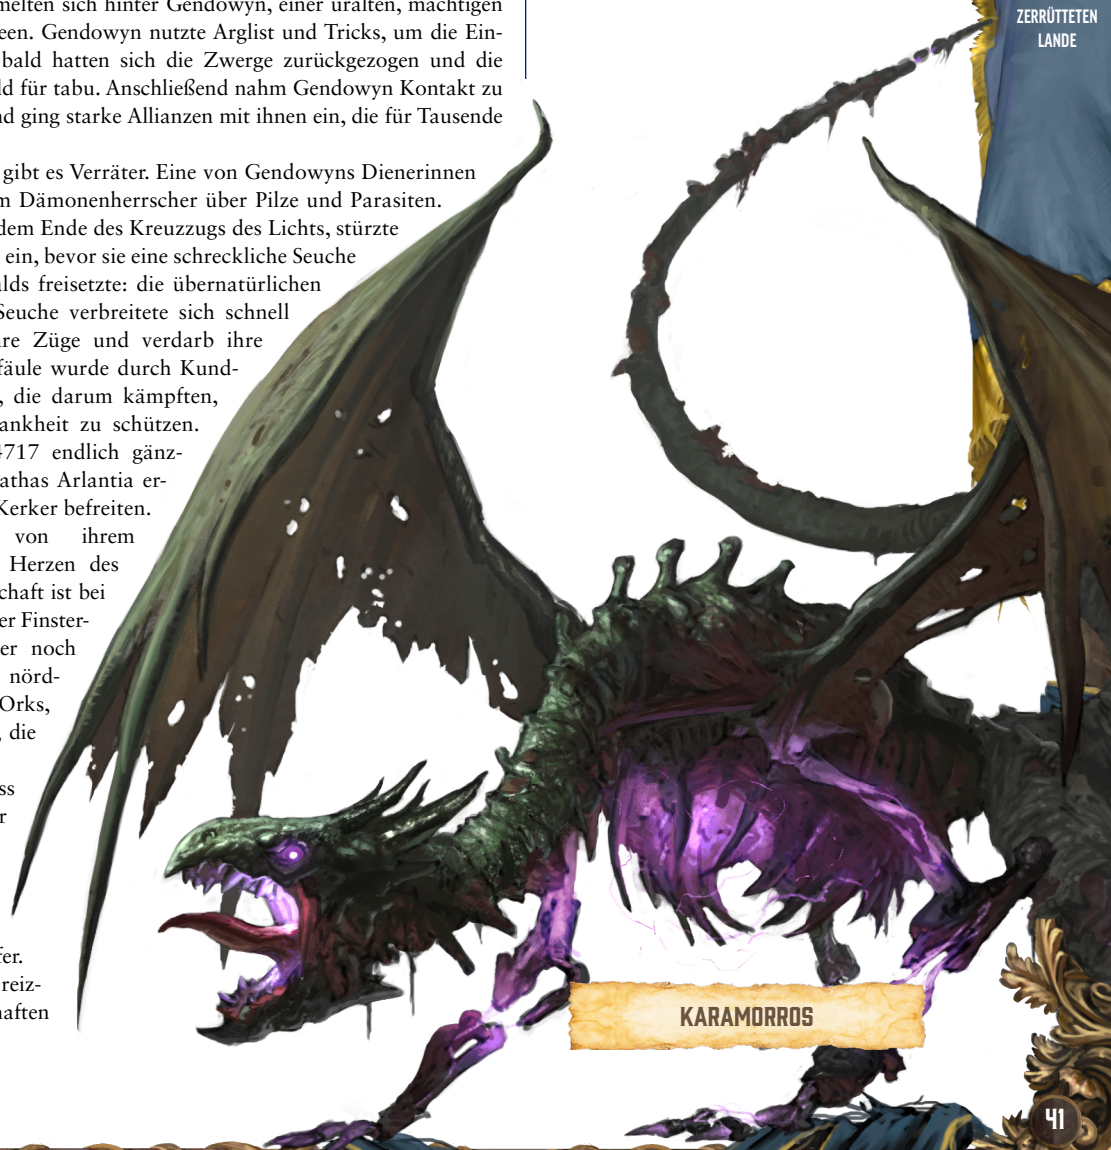 melten sich hinter Gendowyn, einer uralten, mächtigen
een. Gendowyn nutzte Arglist und Tricks, um die Ein-
bald hatten sich die Zwerge zurückgezogen und die
ld für tabu. Anschließend nahm Gendowyn Kontakt zu
nd ging starke Allianzen mit ihnen ein, die für Tausende
gibt es Verräter. Eine von Gendowyns Dienerinnen
m Dämonenherrscher über Pilze und Parasiten.
dem Ende des Kreuzzugs des Lichts, stürzte
ein, bevor sie eine schreckliche Seuche
alds freisetzte: die übernatürlichen
Seuche verbreitete sich schnell
hre Züge und verdarb ihre
fäule wurde durch Kund-
, die darum kämpften,
ankheit zu schützen.
4717 endlich gänz-
athas Arlantia er-
Kerker befreiten.
von ihrem
Herzen des
chaft ist bei
er Finster-
er noch
nörd-
Orks,
, die
ss
r
fer.
reiz-
haften
ZERRÜTTETEN
LANDE
KARAMORROS
41